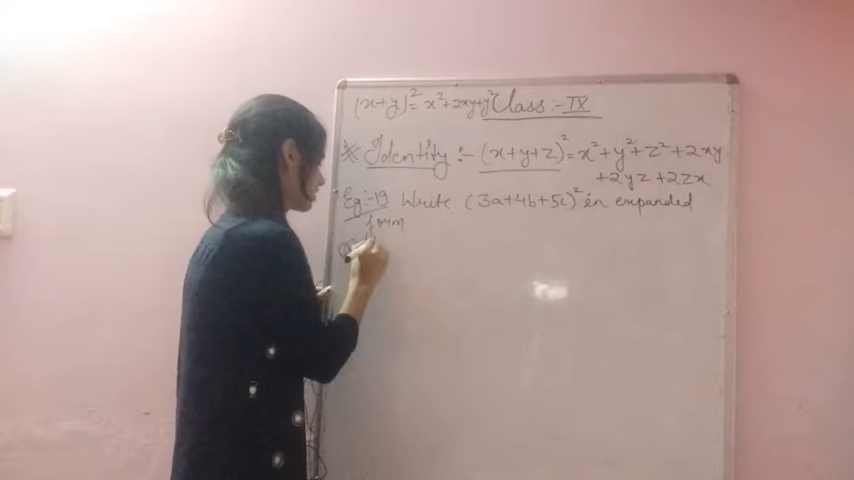 (x+y)² = x²+2xy+y² Class :- IX
* Identity :- (x+y+z)² = x²+y²+z²+2xy
+2yz+2zx
Eg:-19 Write (3a+4b+5c)² in expanded
form